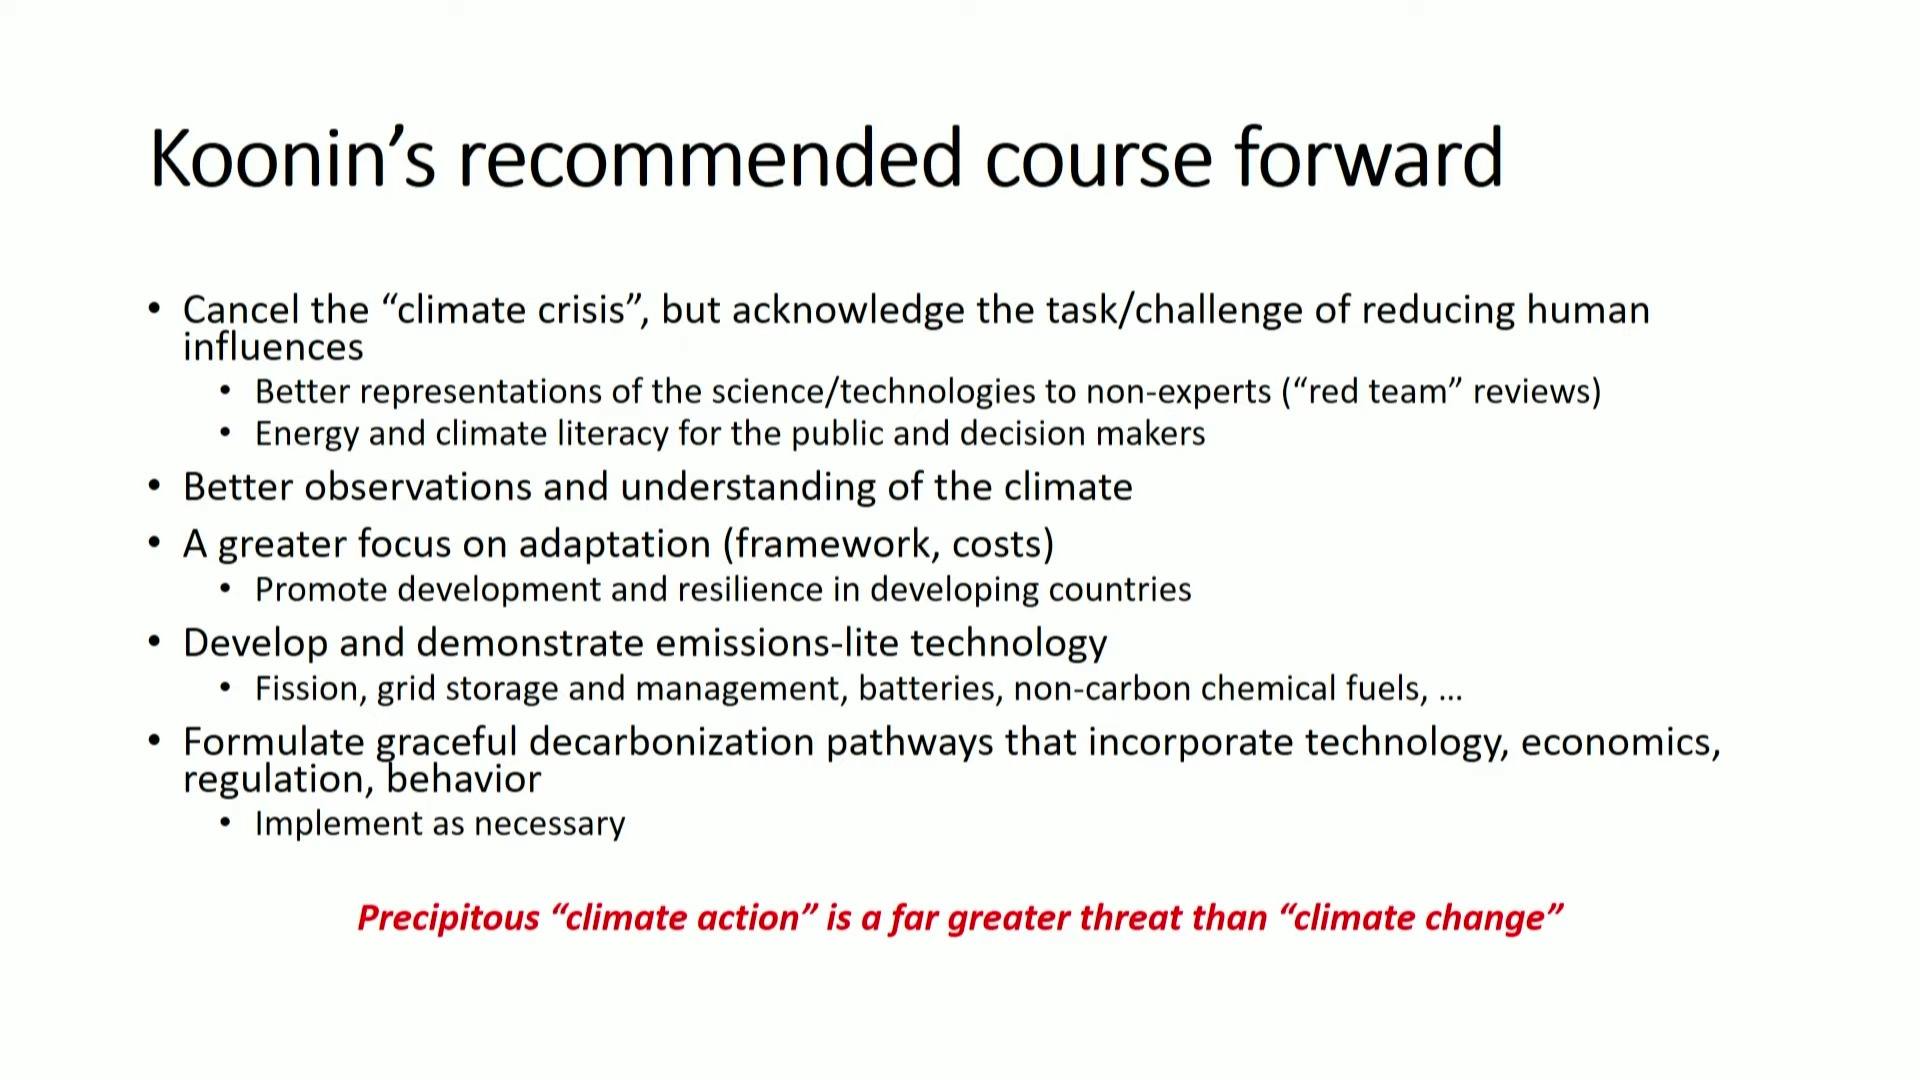 Koonin’s recommended course forward
• Cancel the “climate crisis”, but acknowledge the task/challenge of reducing human
influences
• Better representations of the science/technologies to non-experts (“red team” reviews)
• Energy and climate literacy for the public and decision makers
• Better observations and understanding of the climate
• A greater focus on adaptation (framework, costs)
• Promote development and resilience in developing countries
• Develop and demonstrate emissions-lite technology
• Fission, grid storage and management, batteries, non-carbon chemical fuels, …
• Formulate graceful decarbonization pathways that incorporate technology, economics,
regulation, behavior
• Implement as necessary
Precipitous “climate action” is a far greater threat than “climate change”